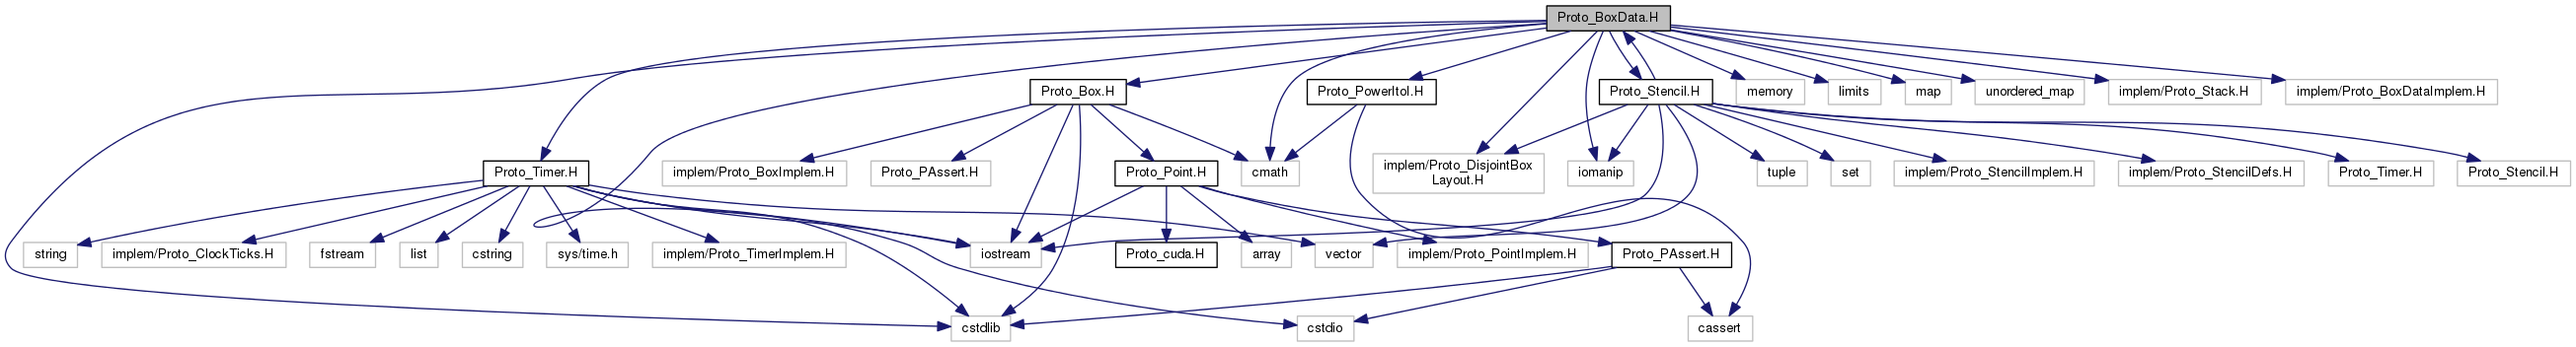 Proto_BoxData.H
Proto_Box.H
Proto_PowerItoI.H
Proto_Stencil.H
memory
limits
map
unordered_map
implem/Proto_Stack.H
implem/Proto_BoxDataImplem.H
Proto_Timer.H
implem/Proto_BoxImplem.H
Proto_PAssert.H
Proto_Point.H
cmath
implem/Proto_DisjointBox
Layout.H
iomanip
tuple
set
implem/Proto_StencilImplem.H
implem/Proto_StencilDefs.H
Proto_Timer.H
Proto_Stencil.H
string
implem/Proto_ClockTicks.H
fstream
list
cstring
sys/time.h
implem/Proto_TimerImplem.H
iostream
Proto_cuda.H
array
vector
implem/Proto_PointImplem.H
Proto_PAssert.H
cstdlib
cstdio
cassert